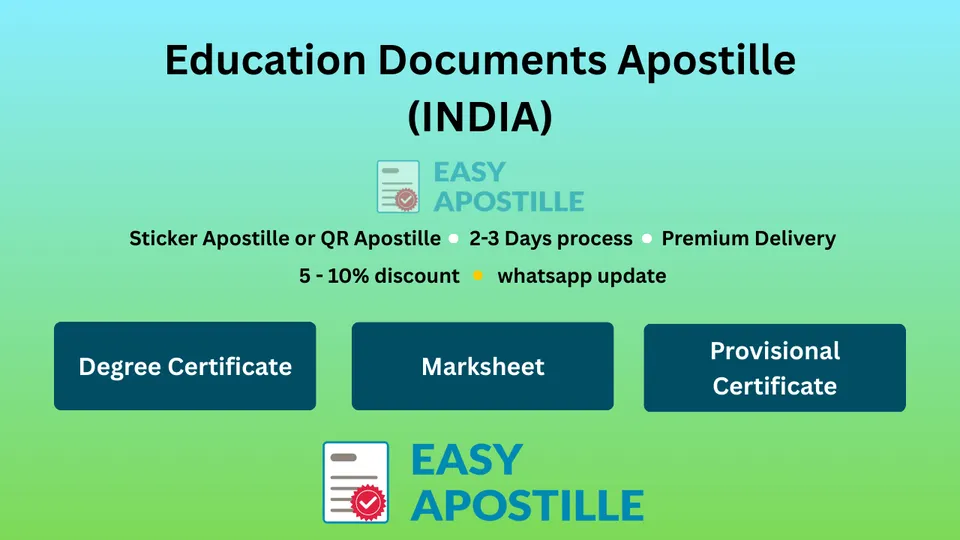 Education Documents Apostille
(INDIA)
EASY
APOSTILLE
Sticker Apostille or QR Apostille 2-3 Days process Premium Delivery
5 - 10% discount whatsapp update
Degree Certificate Marksheet Provisional
Certificate
EASY
APOSTILLE